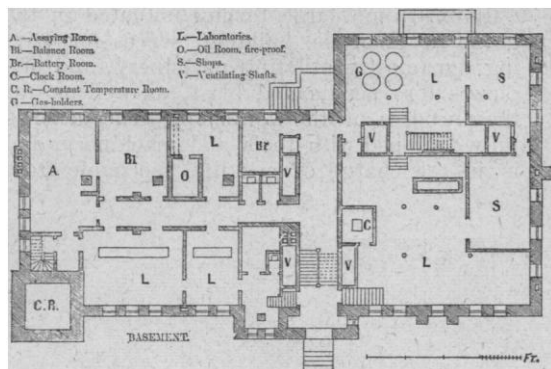 A.—Assaying Room.
Bl.—Balance Room.
Br.—Battery Room.
C.—Clock Room.
C. R.—Constant Temperature Room.
G.—Gas-holders.
L.—Laboratories.
O.—Oil Room, fire-proof.
S.—Shops.
V.—Ventilating Shafts.
G
L
S
L
Br
V
V
A
Bl
O
V
S
C
L
L
V
V
L
C.R.
BASEMENT.
Fr.